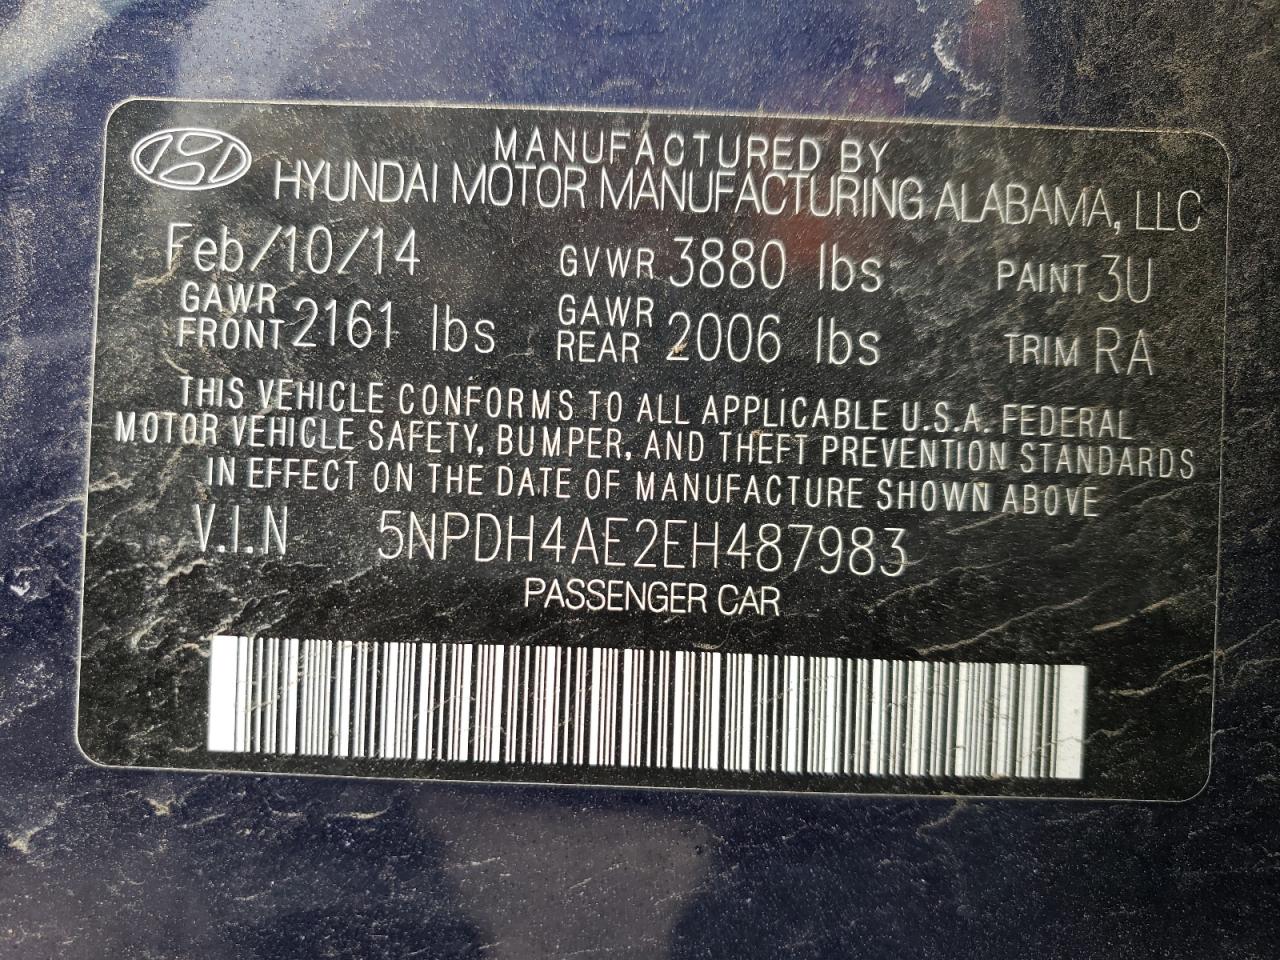 MANUFACTURED BY
HYUNDAI MOTOR MANUFACTURING ALABAMA, LLC
Feb/10/14 GVWR 3880 lbs PAINT 3U
GAWR FRONT 2161 lbs GAWR REAR 2006 lbs TRIM RA
THIS VEHICLE CONFORMS TO ALL APPLICABLE U.S.A. FEDERAL
MOTOR VEHICLE SAFETY, BUMPER, AND THEFT PREVENTION STANDARDS
IN EFFECT ON THE DATE OF MANUFACTURE SHOWN ABOVE
V.I.N 5NPDH4AE2EH487983
PASSENGER CAR